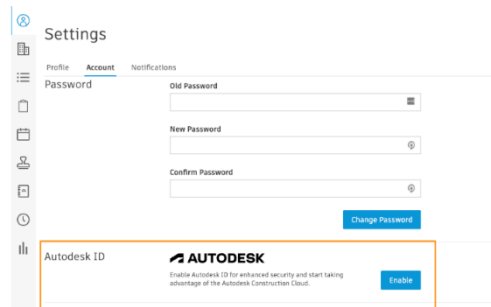 Settings
Profile Account Notifications
Password
Old Password
New Password
Confirm Password
Change Password
Autodesk ID
AUTODESK
Enable Autodesk ID for enhanced security and start taking
advantage of the Autodesk Construction Cloud.
Enable